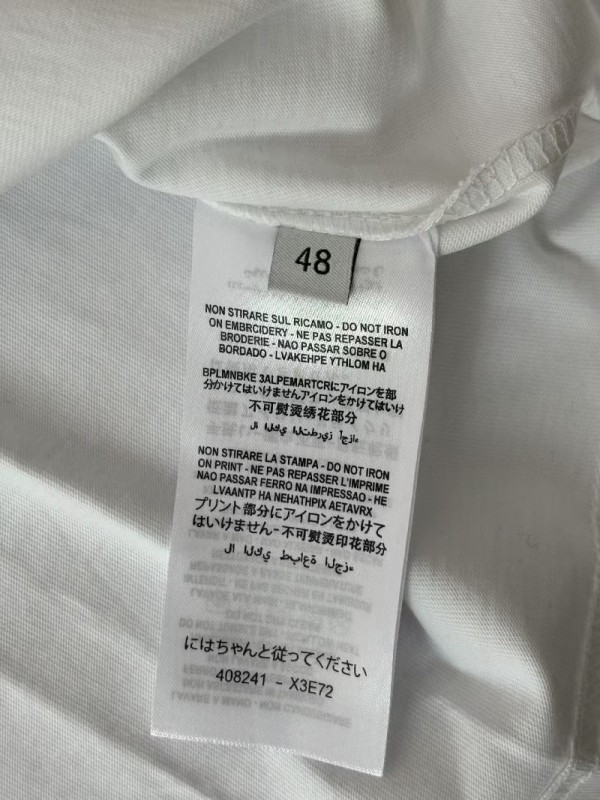 48
NON STIRARE SUL RICAMO - DO NOT IRON
ON EMBRCIDERY - NE PAS REPASSER LA
BRODERIE - NAO PASSAR SOBRE O
BORDADO - LVAKEHPE YTHLOM HA
BPLMNBKE 3ALPEMARTCRにアイロンを部
分かけてはいけませんアイロンをかけてはいけ
不可熨烫绣花部分
NON STIRARE LA STAMPA - DO NOT IRON
ON PRINT - NE PAS REPASSER L'IMPRIME
NAO PASSAR FERRO NA IMPRESSAO - HE
LVAANTP HA NEHATHPIX AETAVRX
プリント部分にアイロンをかけて
はいけません-不可熨烫印花部分
にはちゃんと従ってください
408241 - X3E72